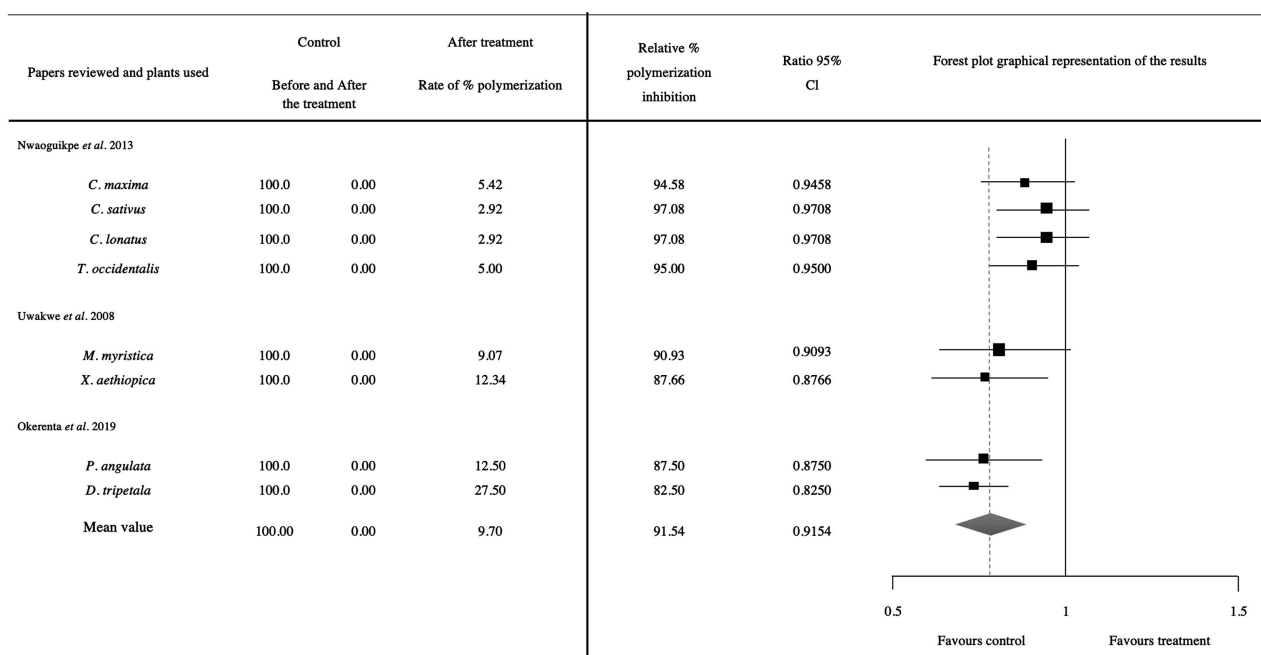 Papers reviewed and plants used
Control
Before and After
the treatment
After treatment
Rate of % polymerization
Relative %
polymerization
inhibition
Ratio 95%
Cl
Forest plot graphical representation of the results
Nwaoguikpe et al. 2013
C. maxima 100.0 0.00 5.42 94.58 0.9458
C. sativus 100.0 0.00 2.92 97.08 0.9708
C. lonatus 100.0 0.00 2.92 97.08 0.9708
T. occidentalis 100.0 0.00 5.00 95.00 0.9500
Uwakwe et al. 2008
M. myristica 100.0 0.00 9.07 90.93 0.9093
X. aethiopica 100.0 0.00 12.34 87.66 0.8766
Okerenta et al. 2019
P. angulata 100.0 0.00 12.50 87.50 0.8750
D. tripetala 100.0 0.00 27.50 82.50 0.8250
Mean value 100.00 0.00 9.70 91.54 0.9154
0.5 1 1.5
Favours control Favours treatment